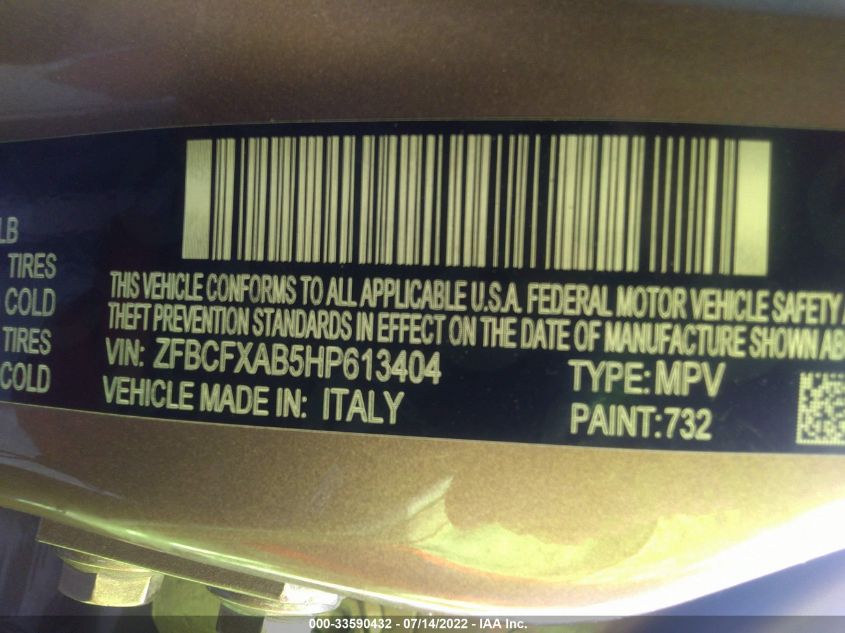 LB
TIRES
COLD
TIRES
COLD
THIS VEHICLE CONFORMS TO ALL APPLICABLE U.S.A. FEDERAL MOTOR VEHICLE SAFETY
THEFT PREVENTION STANDARDS IN EFFECT ON THE DATE OF MANUFACTURE SHOWN AB
VIN: ZFBCFXAB5HP613404
TYPE: MPV
VEHICLE MADE IN: ITALY
PAINT:732
000-33590432 - 07/14/2022 - IAA Inc.